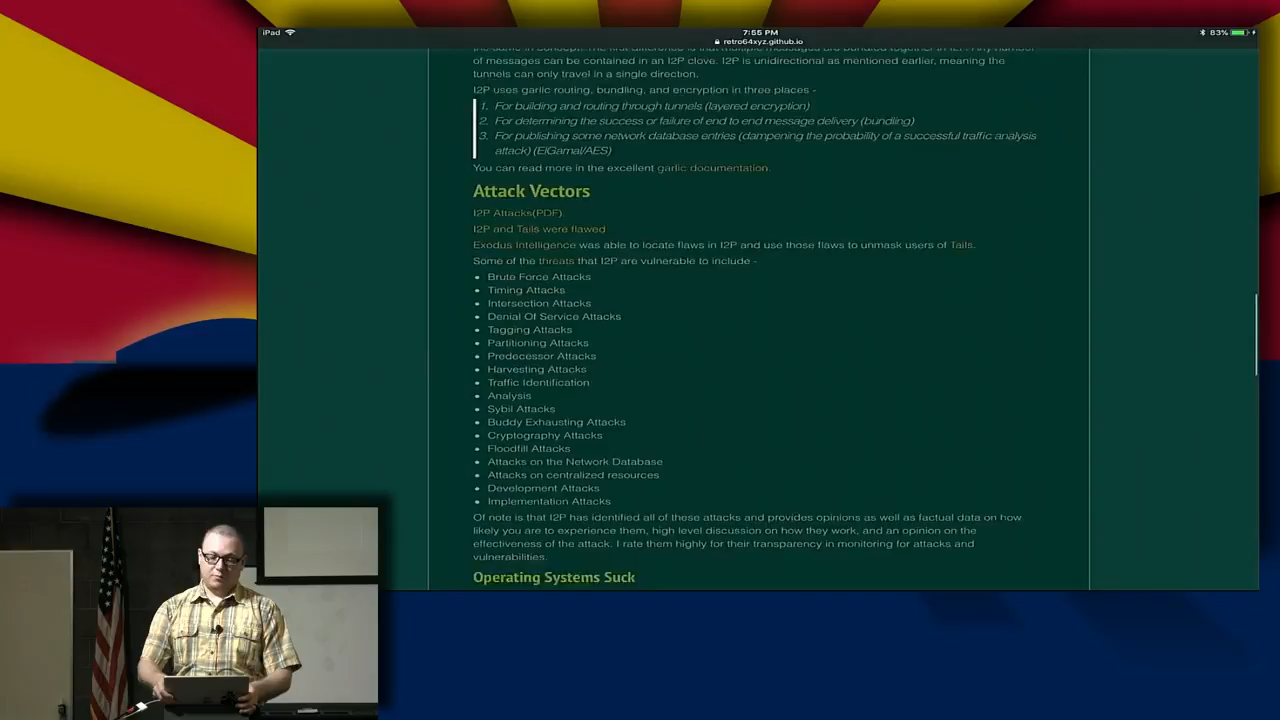 iPad
7:55 PM
83%
retro64xyz.github.io
of messages can be contained in an I2P clove. I2P is unidirectional as mentioned earlier, meaning the
tunnels can only travel in a single direction.
I2P uses garlic routing, bundling, and encryption in three places -
1. For building and routing through tunnels (layered encryption)
2. For determining the success or failure of end to end message delivery (bundling)
3. For publishing some network database entries (dampening the probability of a successful traffic analysis
attack) (ElGamal/AES)
You can read more in the excellent garlic documentation.
Attack Vectors
I2P Attacks(PDF).
I2P and Tails were flawed
Exodus Intelligence was able to locate flaws in I2P and use those flaws to unmask users of Tails.
Some of the threats that I2P are vulnerable to include -
• Brute Force Attacks
• Timing Attacks
• Intersection Attacks
• Denial Of Service Attacks
• Tagging Attacks
• Partitioning Attacks
• Predecessor Attacks
• Harvesting Attacks
• Traffic Identification
• Analysis
• Sybil Attacks
• Buddy Exhausting Attacks
• Cryptography Attacks
• Floodfill Attacks
• Attacks on the Network Database
• Attacks on centralized resources
• Development Attacks
• Implementation Attacks
Of note is that I2P has identified all of these attacks and provides opinions as well as factual data on how
likely you are to experience them, high level discussion on how they work, and an opinion on the
effectiveness of the attack. I rate them highly for their transparency in monitoring for attacks and
vulnerabilities.
Operating Systems Suck